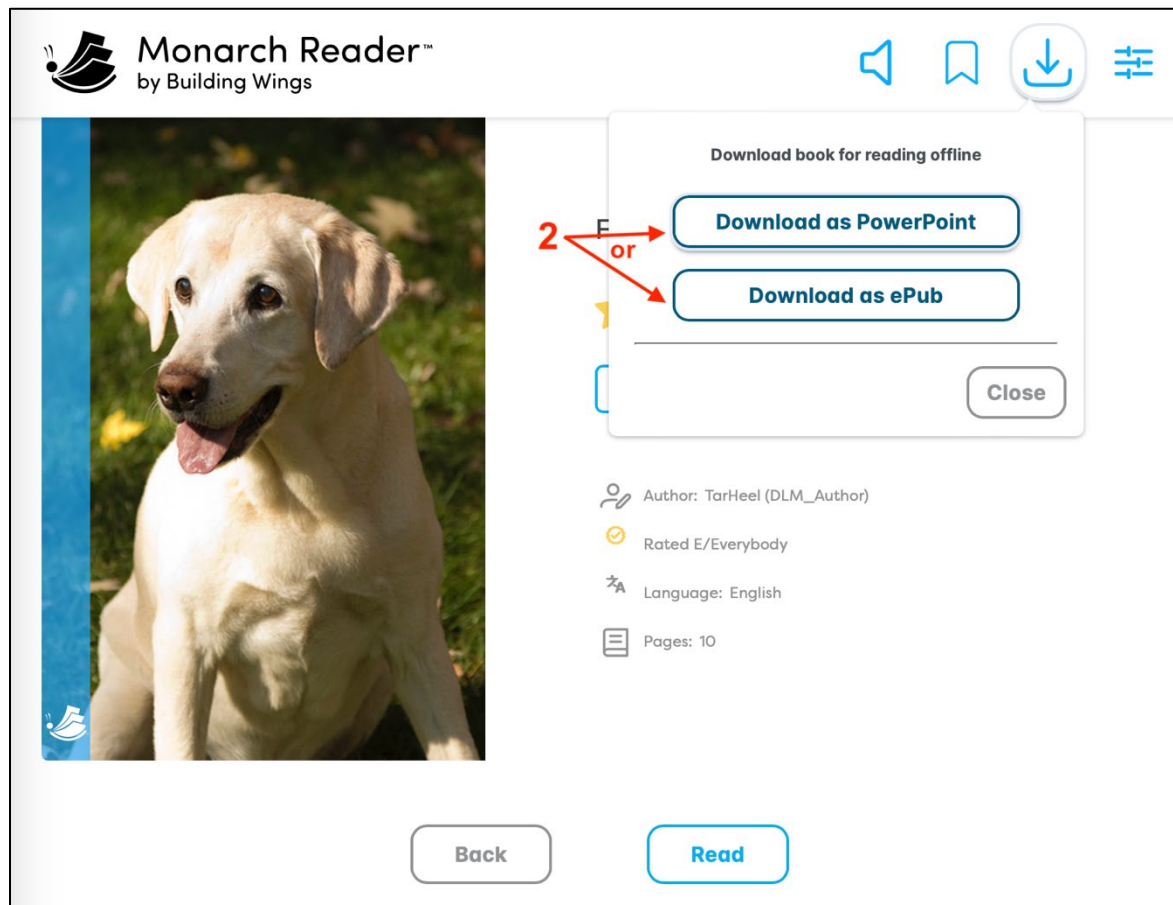 Monarch Reader™
by Building Wings
Download book for reading offline
2
F
or
Download as PowerPoint
Download as ePub
Close
Author: TarHeel (DLM_Author)
Rated E/Everybody
Language: English
Pages: 10
Back
Read